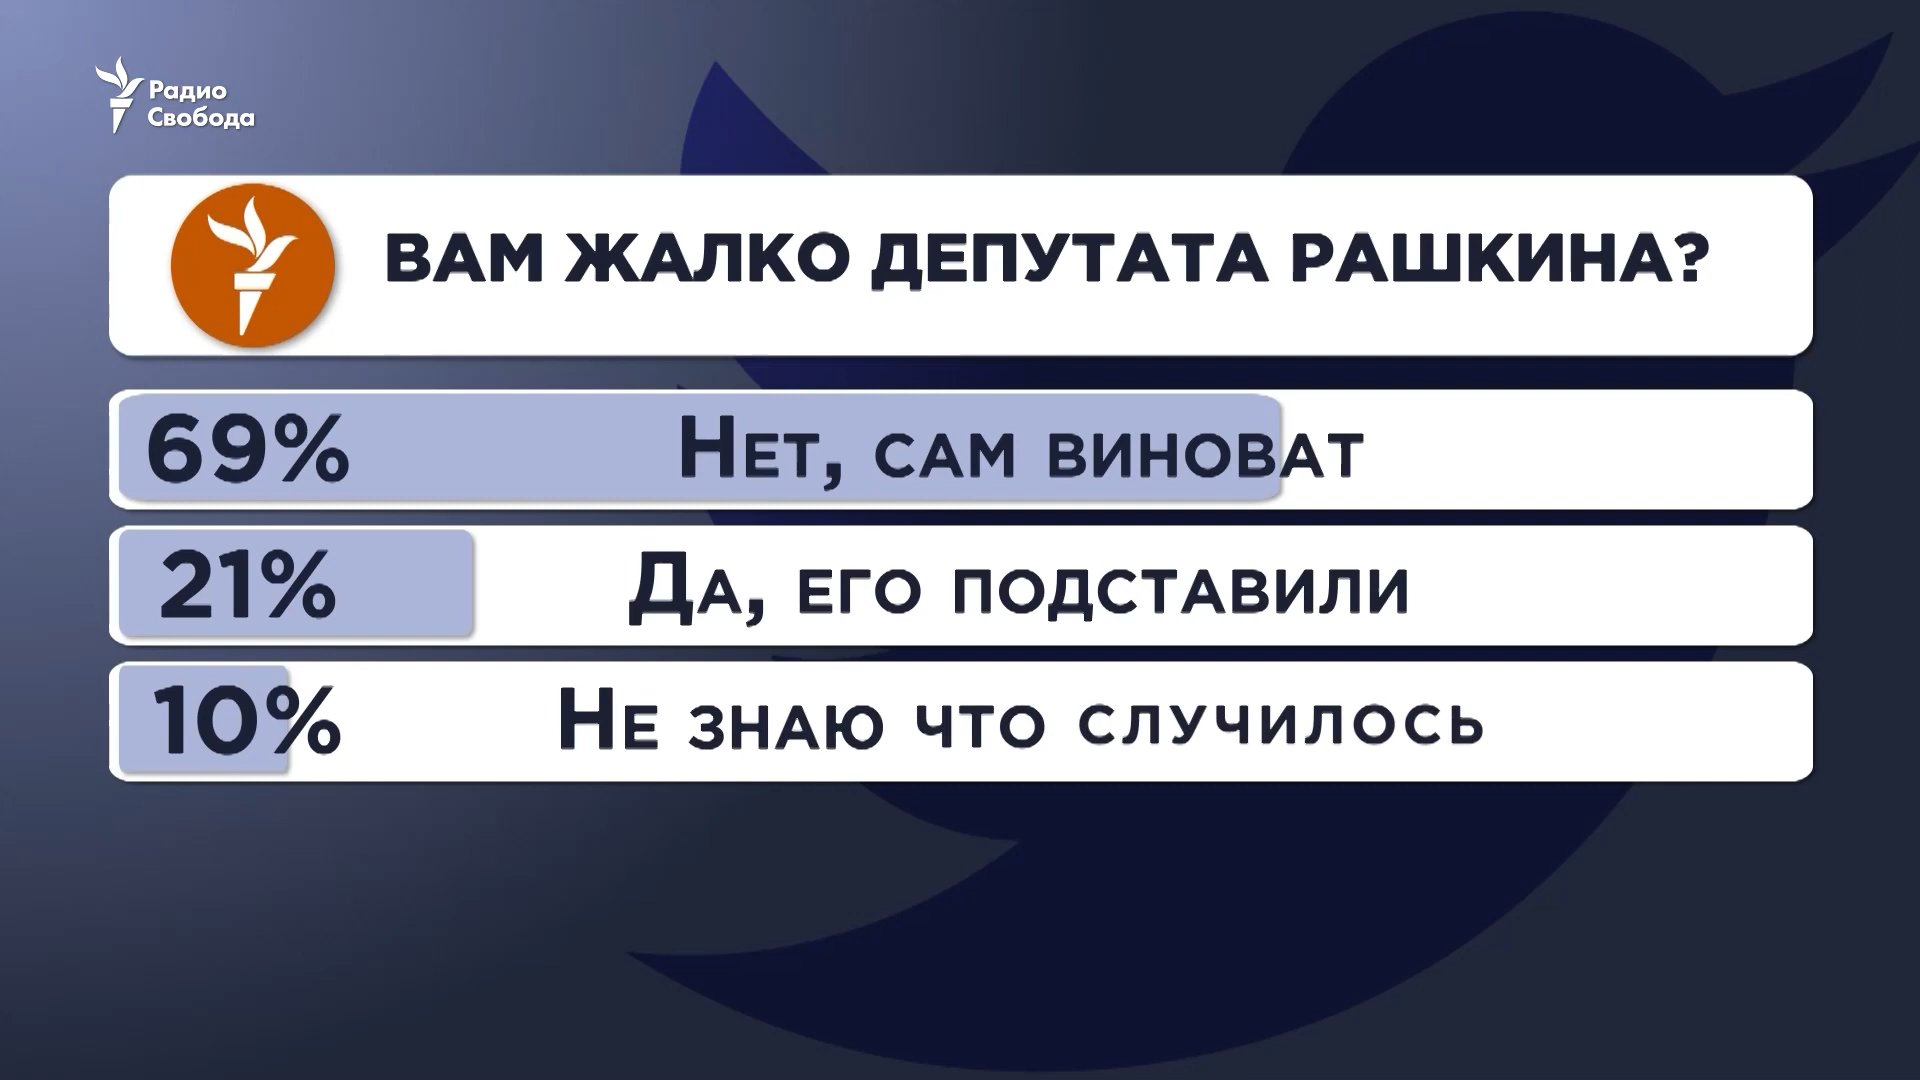 Радио
Свобода
ВАМ ЖАЛКО ДЕПУТАТА РАШКИНА?
69% Нет, сам виноват
21% Да, его подставили
10% Не знаю что случилось